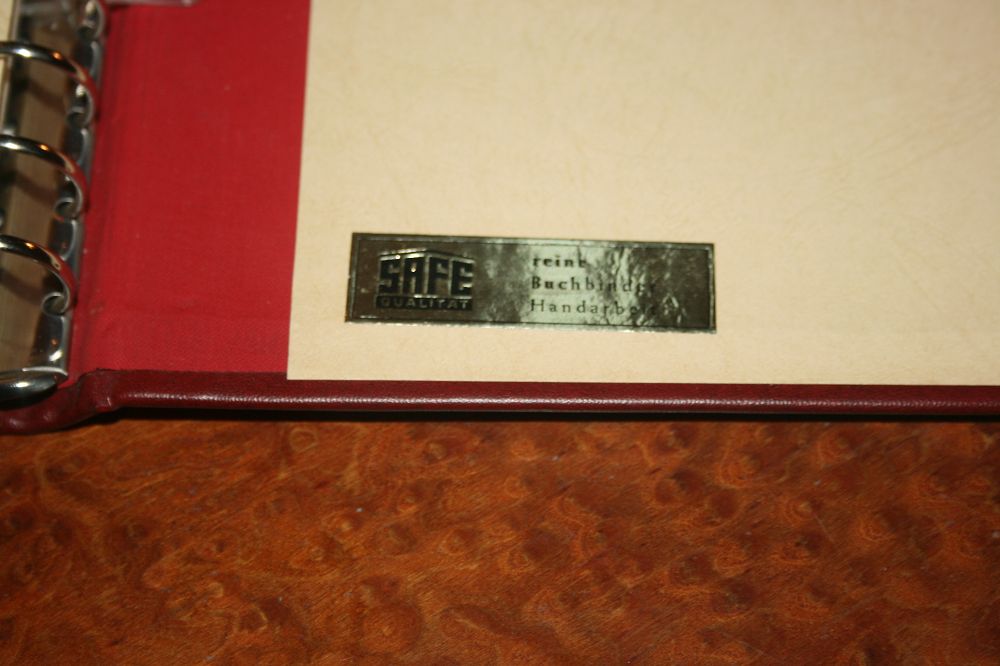 SAFE
QUALITÄT
reine
Buchbinder
Handarbeit